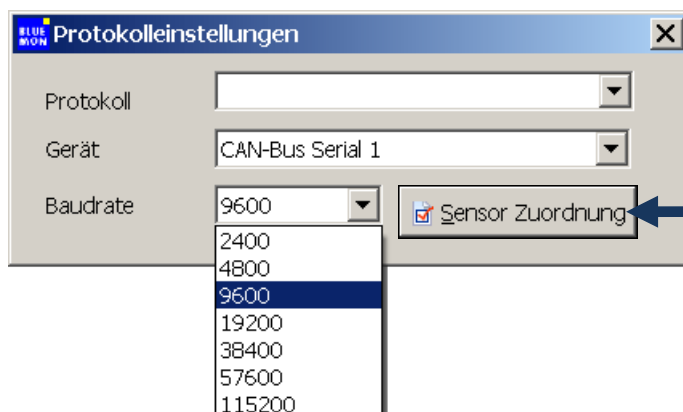 BLUE MON Protokolleinstellungen
Protokoll
Gerät CAN-Bus Serial 1
Baudrate 9600 Sensor Zuordnung
2400
4800
9600
19200
38400
57600
115200